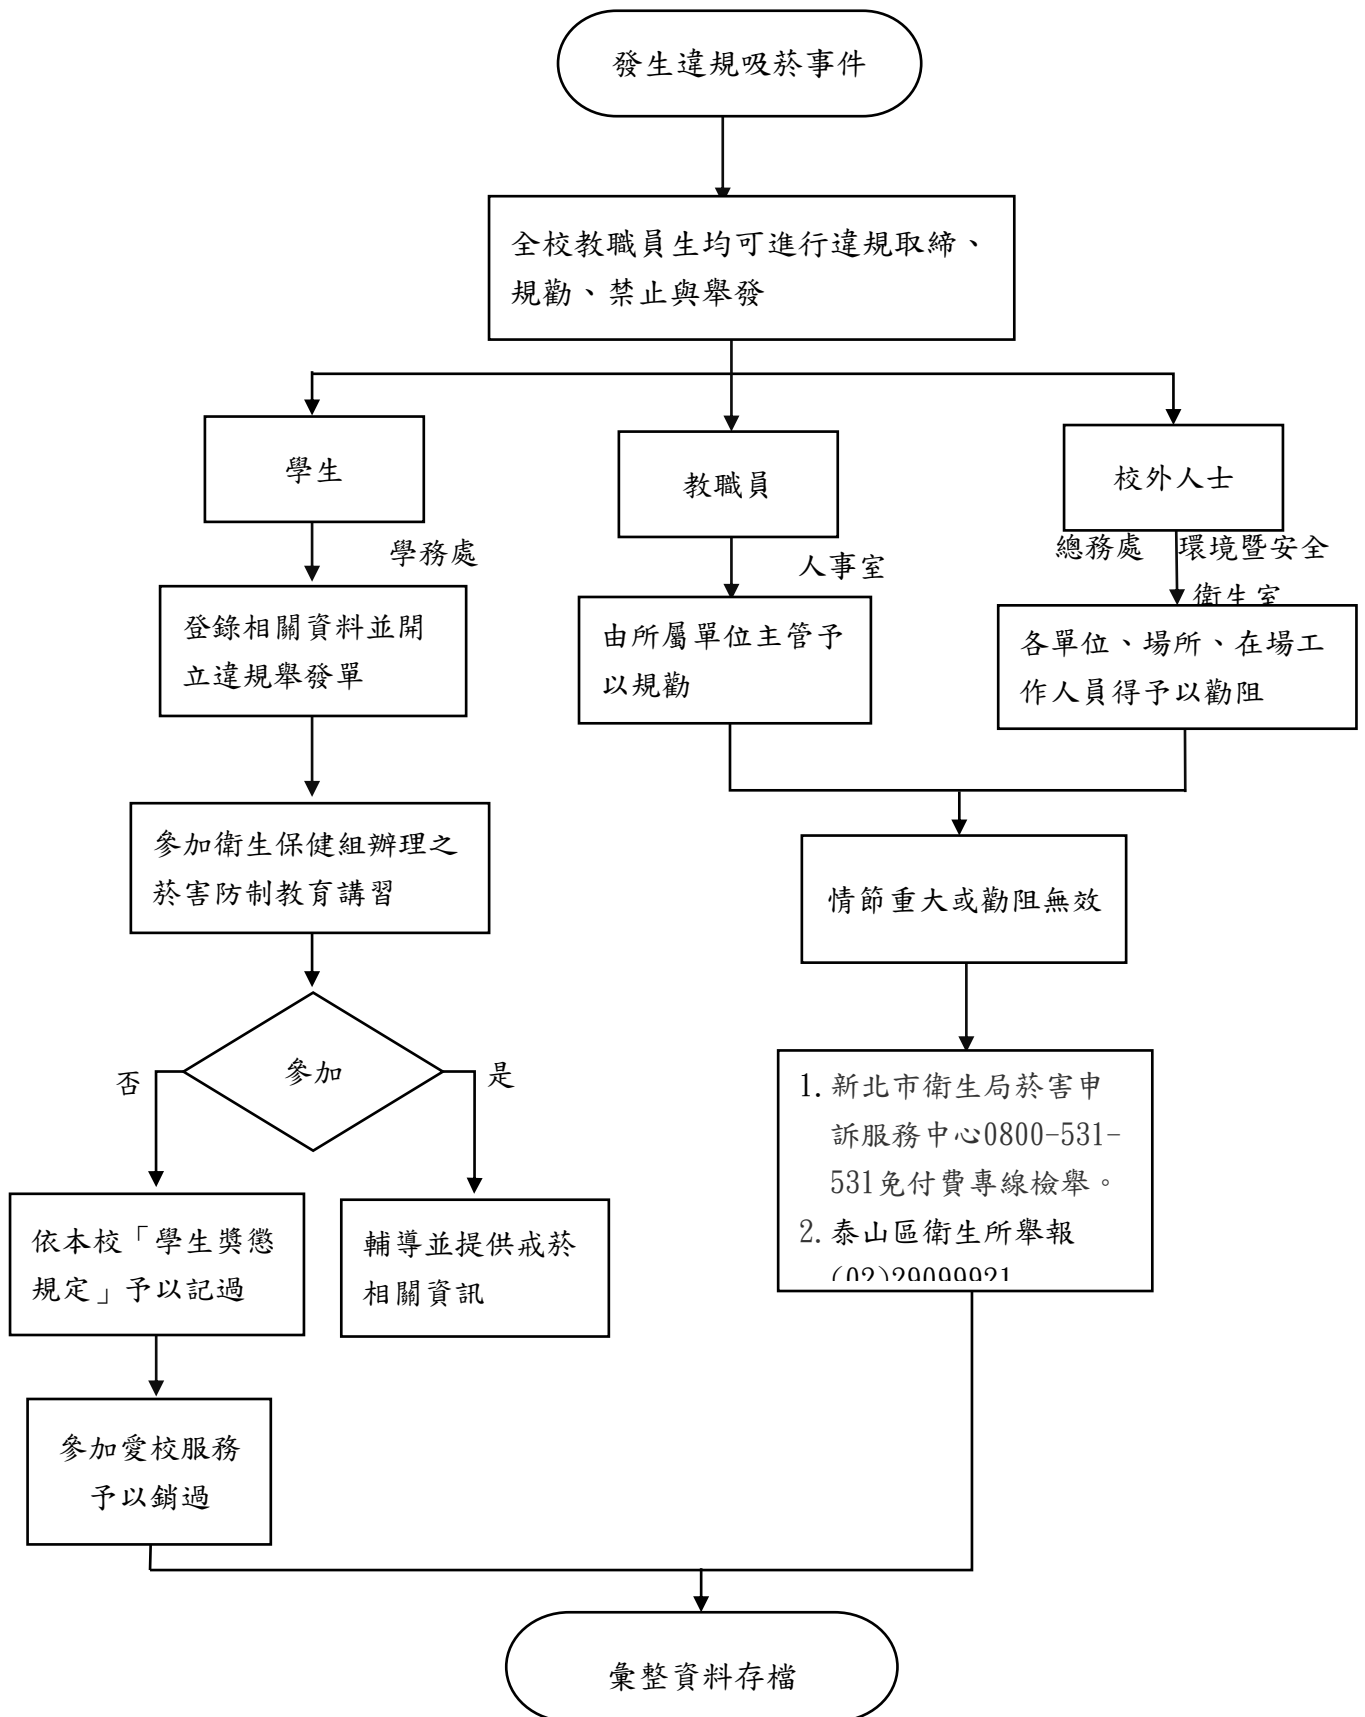 發生違規吸菸事件
全校教職員生均可進行違規取締、
規勸、禁止與舉發
學生
教職員
校外人士
學務處
人事室
總務處
環境暨安全
衛生室
登錄相關資料並開
立違規舉發單
由所屬單位主管予
以規勸
各單位、場所、在場工
作人員得予以勸阻
參加衛生保健組辦理之
菸害防制教育講習
情節重大或勸阻無效
參加
否
是
1. 新北市衛生局菸害申
訴服務中心0800-531-
531免付費專線檢舉。
2. 泰山區衛生所舉報
(02)29099921
依本校「學生獎懲
規定」予以記過
輔導並提供戒菸
相關資訊
參加愛校服務
予以銷過
彙整資料存檔